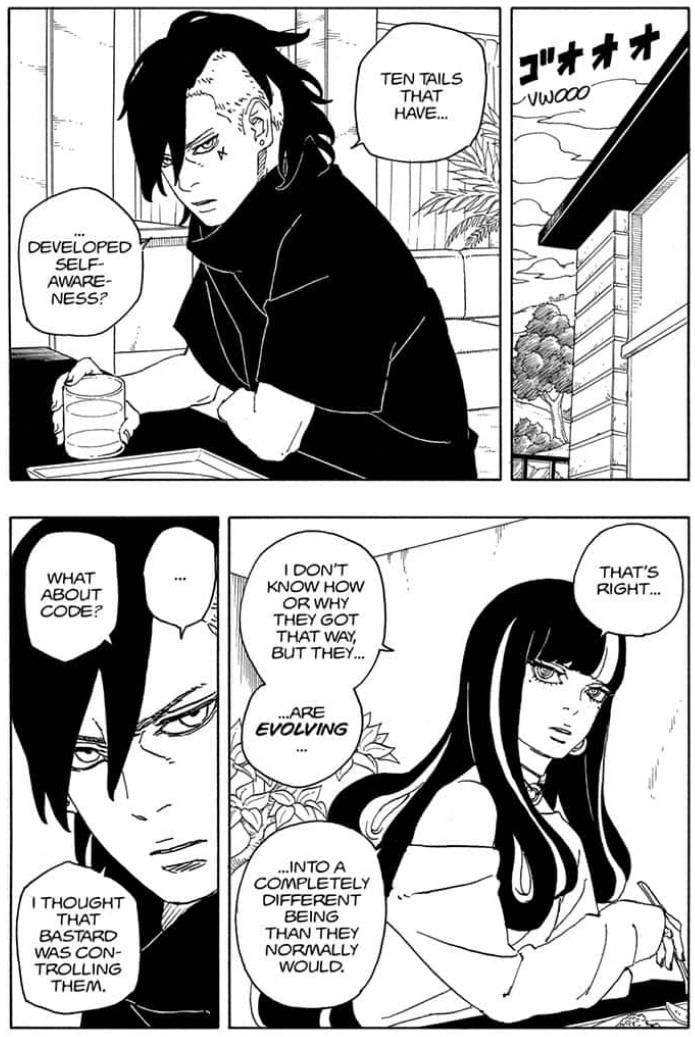 ゴオオオ
VWOOO
TEN TAILS
THAT
HAVE...
...
DEVELOPED
SELF-
AWARE-
NESS?
THAT'S
RIGHT...
I DON'T
KNOW HOW
OR WHY
THEY GOT
THAT WAY,
BUT THEY...
...ARE
EVOLVING
...
...INTO A
COMPLETELY
DIFFERENT
BEING
THAN THEY
NORMALLY
WOULD.
...
WHAT
ABOUT
CODE?
I THOUGHT
THAT
BASTARD
WAS CON-
TROLLING
THEM.